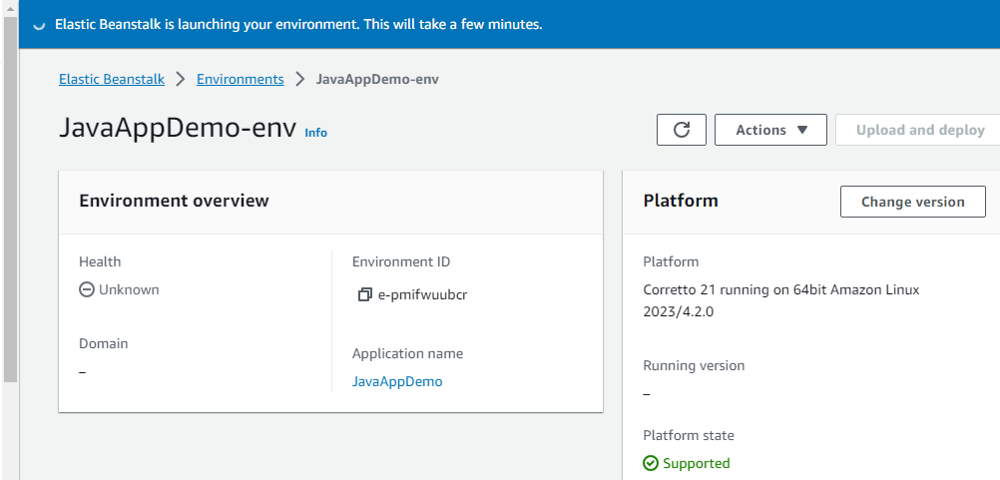 Elastic Beanstalk is launching your environment. This will take a few minutes.
Elastic Beanstalk > Environments > JavaAppDemo-env
JavaAppDemo-env Info
Actions
Upload and deploy
Environment overview
Health
Unknown
Domain
–
Environment ID
e-pmifwuubcr
Application name
JavaAppDemo
Platform
Change version
Platform
Corretto 21 running on 64bit Amazon Linux
2023/4.2.0
Running version
–
Platform state
Supported